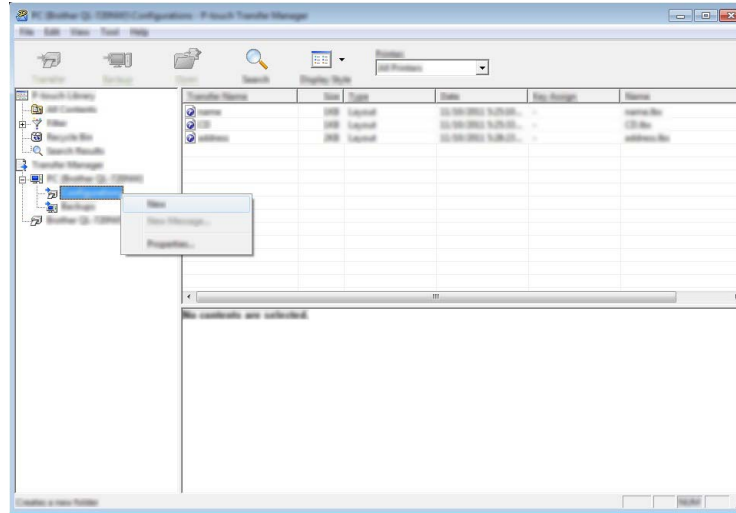 PC (Brother QL-720NW) Configurations - P-touch Transfer Manager
File Edit View Tool Help
Transfer Backup Open Search Display Style
Printer:
All Printers
P-touch Library
All Contents
Filter
Recycle Bin
Search Results
Transfer Manager
PC (Brother QL-720NW)
Configurations
Backups
Brother QL-720NW
New
New Message...
Properties...
Transfer Name Size Type Date Key Assign Name
name 1KB Layout - name.lbx
CD 1KB Layout - CD.lbx
address 2KB Layout - address.lbx
No contents are selected.
Creates a new folder
NUM